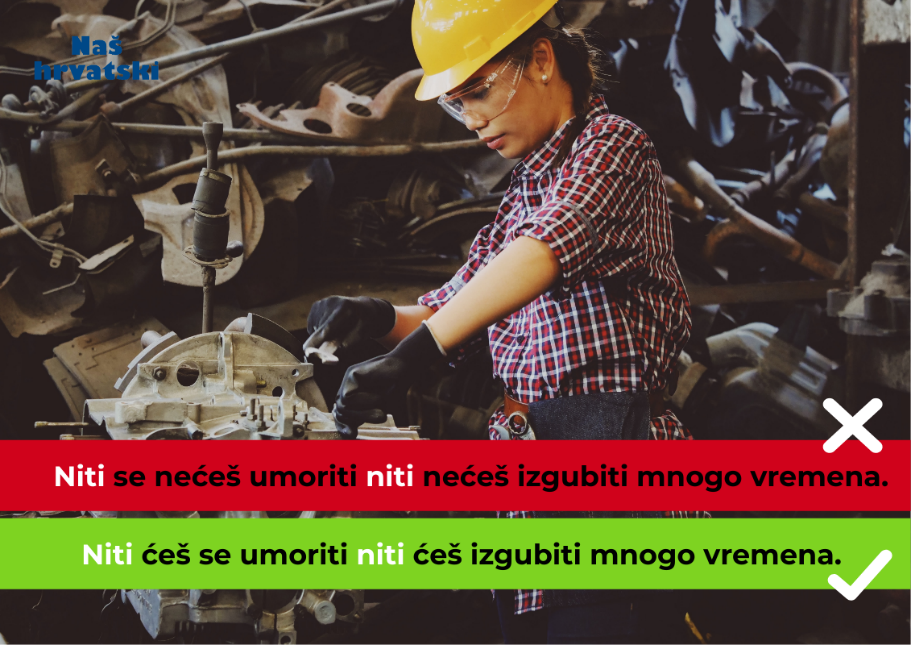 Naš
hrvatski
Niti se nećeš umoriti niti nećeš izgubiti mnogo vremena.
Niti ćeš se umoriti niti ćeš izgubiti mnogo vremena.